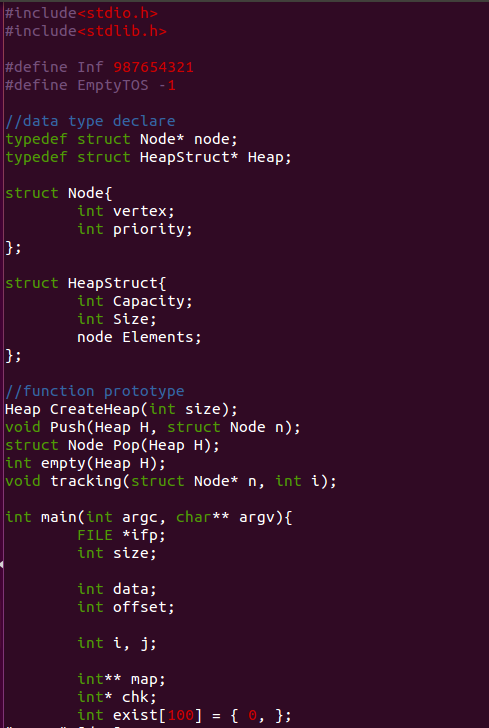 #include<stdio.h>
#include<stdlib.h>

#define Inf 987654321
#define EmptyTOS -1

//data type declare
typedef struct Node* node;
typedef struct HeapStruct* Heap;

struct Node{
        int vertex;
        int priority;
};

struct HeapStruct{
        int Capacity;
        int Size;
        node Elements;
};

//function prototype
Heap CreateHeap(int size);
void Push(Heap H, struct Node n);
struct Node Pop(Heap H);
int empty(Heap H);
void tracking(struct Node* n, int i);

int main(int argc, char** argv){
        FILE *ifp;
        int size;

        int data;
        int offset;

        int i, j;

        int** map;
        int* chk;
        int exist[100] = { 0, };